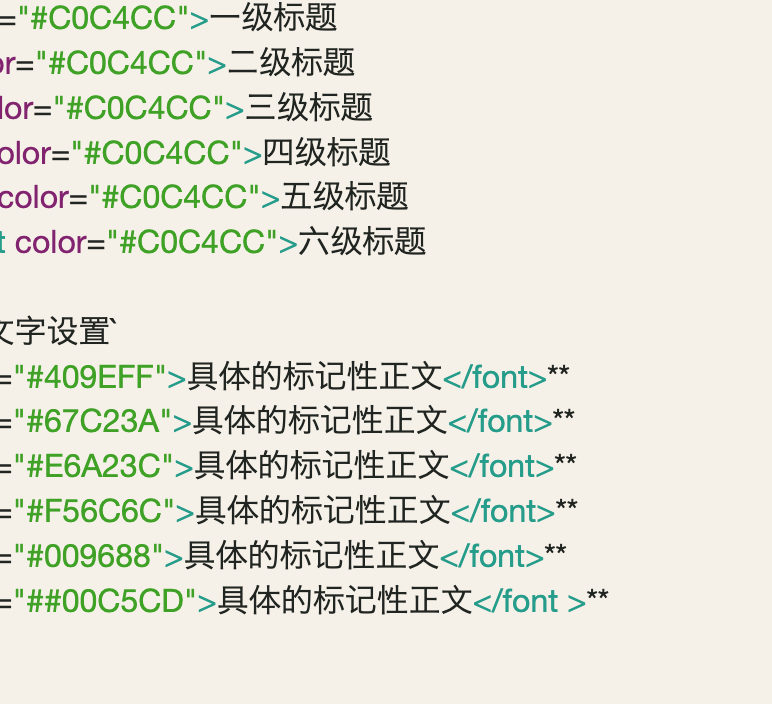 ="#C0C4CC">一级标题
or="#C0C4CC">二级标题
lor="#C0C4CC">三级标题
olor="#C0C4CC">四级标题
color="#C0C4CC">五级标题
t color="#C0C4CC">六级标题
文字设置`
="#409EFF">具体的标记性正文</font>**
="#67C23A">具体的标记性正文</font>**
="#E6A23C">具体的标记性正文</font>**
="#F56C6C">具体的标记性正文</font>**
="#009688">具体的标记性正文</font>**
="##00C5CD">具体的标记性正文</font >**